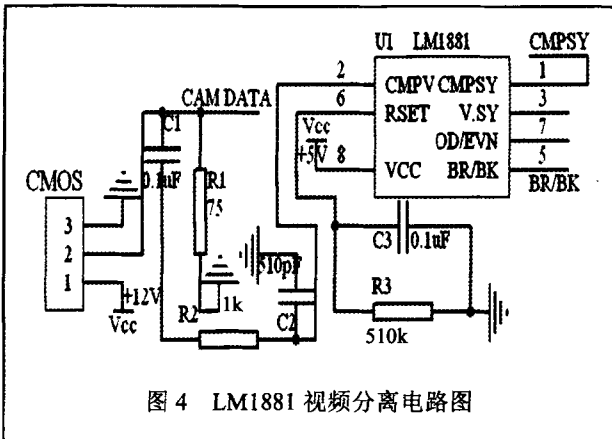 U1 LM1881
CMPSY
2
CMPV CMPSY
1
6
RSET
V.SY
3
OD/EVN
7
Vcc
+5V
8
VCC
BR/BK
5
BR/BK
CAM DATA
C1
0.1uF
R1
75
CMOS
3
2
1
+12V
Vcc
510pF
C2
R2
1k
C3
0.1uF
R3
510k
图 4 LM1881 视频分离电路图